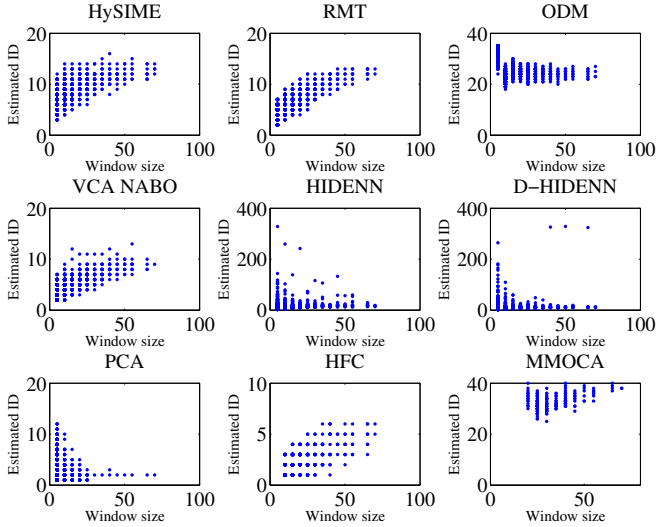 HySIME
RMT
ODM
Estimated ID
20
10
0
0
50
100
Window size
Estimated ID
20
10
0
0
50
100
Window size
Estimated ID
40
20
0
0
50
100
Window size
VCA NABO
HIDENN
D−HIDENN
Estimated ID
20
10
0
0
50
100
Window size
Estimated ID
400
200
0
0
50
100
Window size
Estimated ID
400
200
0
0
50
100
Window size
PCA
HFC
MMOCA
Estimated ID
20
10
0
0
50
100
Window size
Estimated ID
10
5
0
0
50
100
Window size
Estimated ID
40
20
0
0
50
Window size